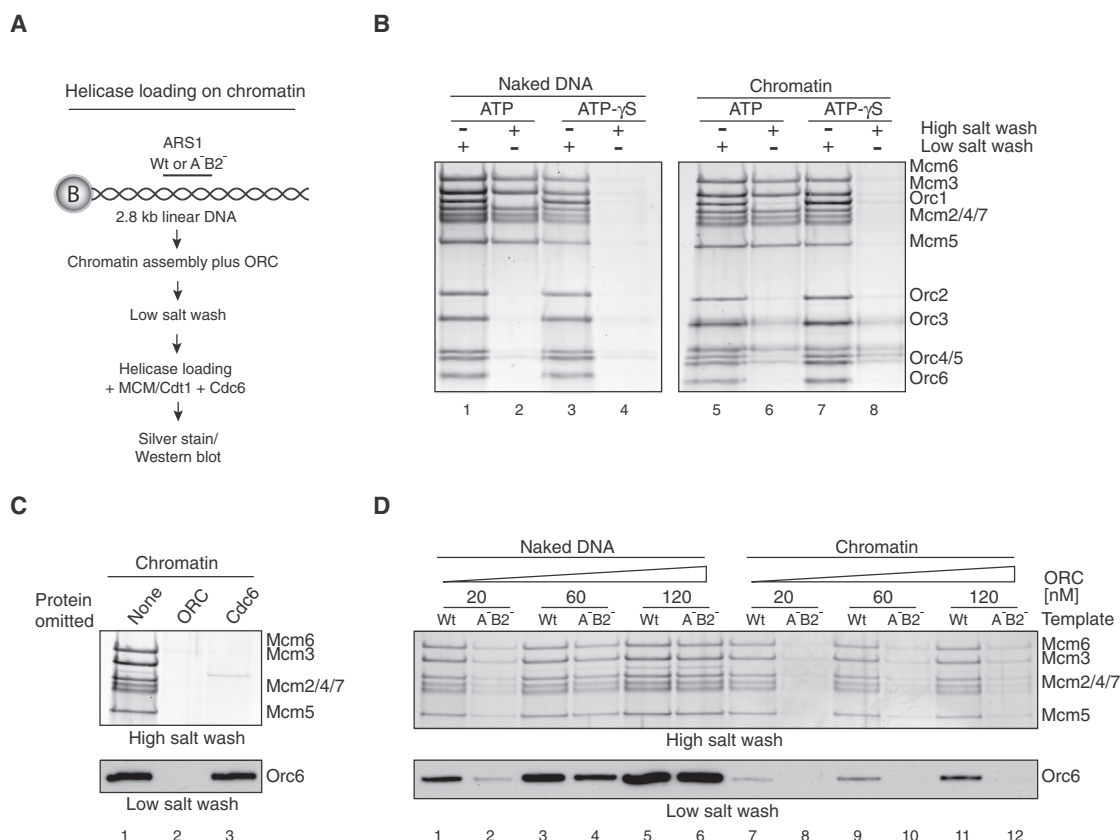 A
Helicase loading on chromatin
ARS1
Wt or A⁻B2⁻
B
2.8 kb linear DNA
Chromatin assembly plus ORC
Low salt wash
Helicase loading
+ MCM/Cdt1 + Cdc6
Silver stain/
Western blot
B
Naked DNA
ATP ATP-γS
- + - + 
+ - + -
Chromatin
ATP ATP-γS
- + - + High salt wash
+ - + - Low salt wash
Mcm6
Mcm3
Orc1
Mcm2/4/7
Mcm5
Orc2
Orc3
Orc4/5
Orc6
1 2 3 4 5 6 7 8
C
Chromatin
Protein
omitted
None ORC Cdc6
Mcm6
Mcm3
Mcm2/4/7
Mcm5
High salt wash
Orc6
Low salt wash
1 2 3
D
Naked DNA Chromatin
ORC
[nM]
20 60 120 20 60 120
Wt A⁻B2⁻ Wt A⁻B2⁻ Wt A⁻B2⁻ Wt A⁻B2⁻ Wt A⁻B2⁻ Wt A⁻B2⁻ Template
Mcm6
Mcm3
Mcm2/4/7
Mcm5
High salt wash
Orc6
Low salt wash
1 2 3 4 5 6 7 8 9 10 11 12